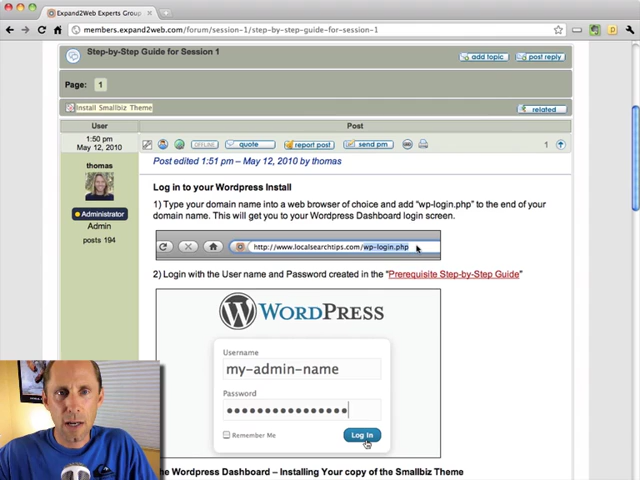 Expand2Web Experts Group
members.expand2web.com/forum/session-1/step-by-step-guide-for-session-1
Step-by-Step Guide for Session 1
add topic
post reply
Page: 1
Install Smallbiz Theme
related
User
Post
1:50 pm
May 12, 2010
OFFLINE
quote
report post
send pm
1
thomas
Administrator
Admin
posts 194
Post edited 1:51 pm – May 12, 2010 by thomas
Log in to your Wordpress Install
1) Type your domain name into a web browser of choice and add "wp-login.php" to the end of your
domain name. This will get you to your Wordpress Dashboard login screen.
http://www.localsearchtips.com/wp-login.php
2) Login with the User name and Password created in the "Prerequisite Step-by-Step Guide"
WORDPRESS
Username
my-admin-name
Password
Remember Me
Log In
he Wordpress Dashboard – Installing Your copy of the Smallbiz Theme